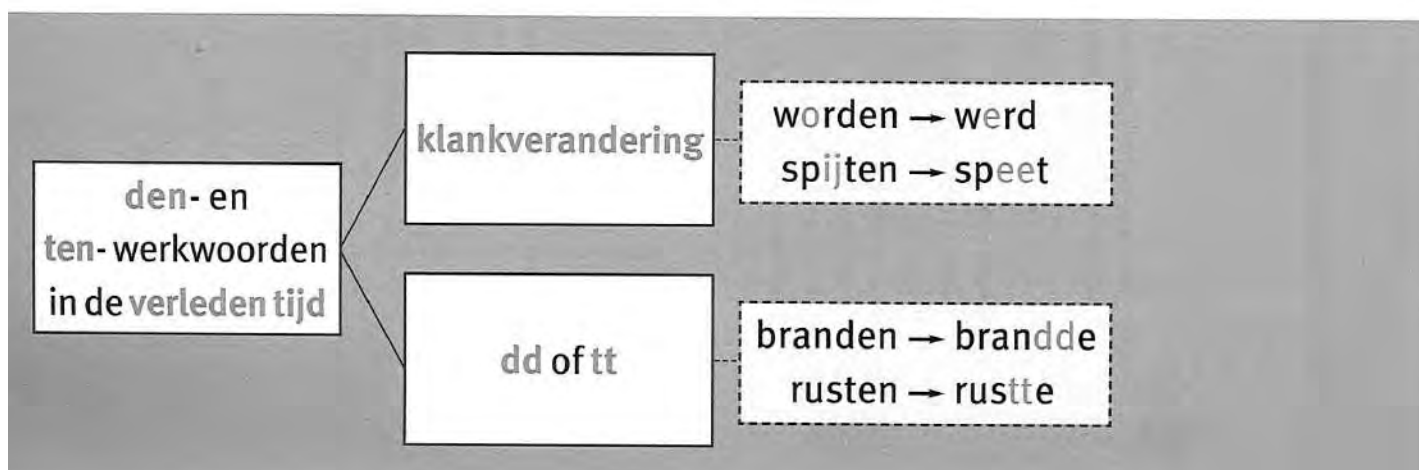 den- en
ten- werkwoorden
in de verleden tijd
klankverandering
worden → werd
spijten → speet
dd of tt
branden → brandde
rusten → rustte